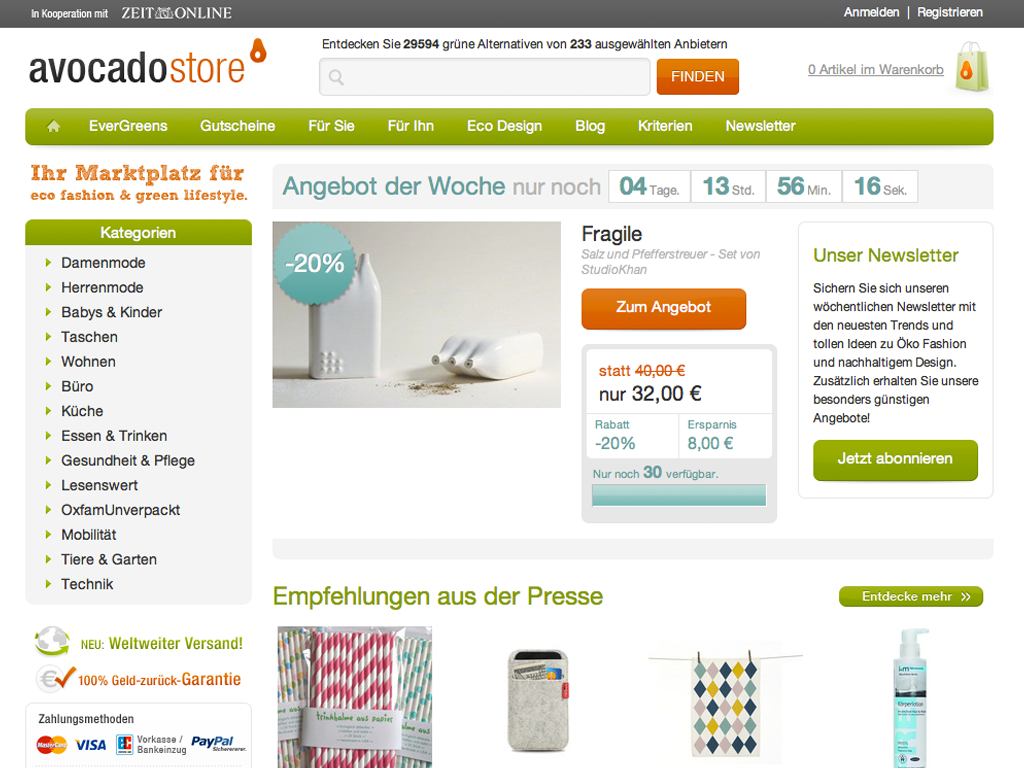 In Kooperation mit ZEIT ONLINE
Anmelden | Registrieren
avocadostore
Entdecken Sie 29594 grüne Alternativen von 233 ausgewählten Anbietern
FINDEN
0 Artikel im Warenkorb
EverGreens Gutscheine Für Sie Für Ihn Eco Design Blog Kriterien Newsletter
Ihr Marktplatz für
eco fashion & green lifestyle.
Angebot der Woche nur noch 04 Tage. 13 Std. 56 Min. 16 Sek.
Kategorien
Damenmode
Herrenmode
Babys & Kinder
Taschen
Wohnen
Büro
Küche
Essen & Trinken
Gesundheit & Pflege
Lesenswert
OxfamUnverpackt
Mobilität
Tiere & Garten
Technik
-20%
Fragile
Salz und Pfefferstreuer - Set von
StudioKhan
Zum Angebot
statt 40,00 €
nur 32,00 €
Rabatt
-20%
Ersparnis
8,00 €
Nur noch 30 verfügbar.
Unser Newsletter
Sichern Sie sich unseren
wöchentlichen Newsletter mit
den neuesten Trends und
tollen Ideen zu Öko Fashion
und nachhaltigem Design.
Zusätzlich erhalten Sie unsere
besonders günstigen
Angebote!
Jetzt abonnieren
Empfehlungen aus der Presse
Entdecke mehr »
NEU: Weltweiter Versand!
100% Geld-zurück-Garantie
Zahlungsmethoden
MasterCard VISA Vorkasse /
Bankeinzug
PayPal
Sichererer.
trinkhalme aus papier
i+m
Körperlotion